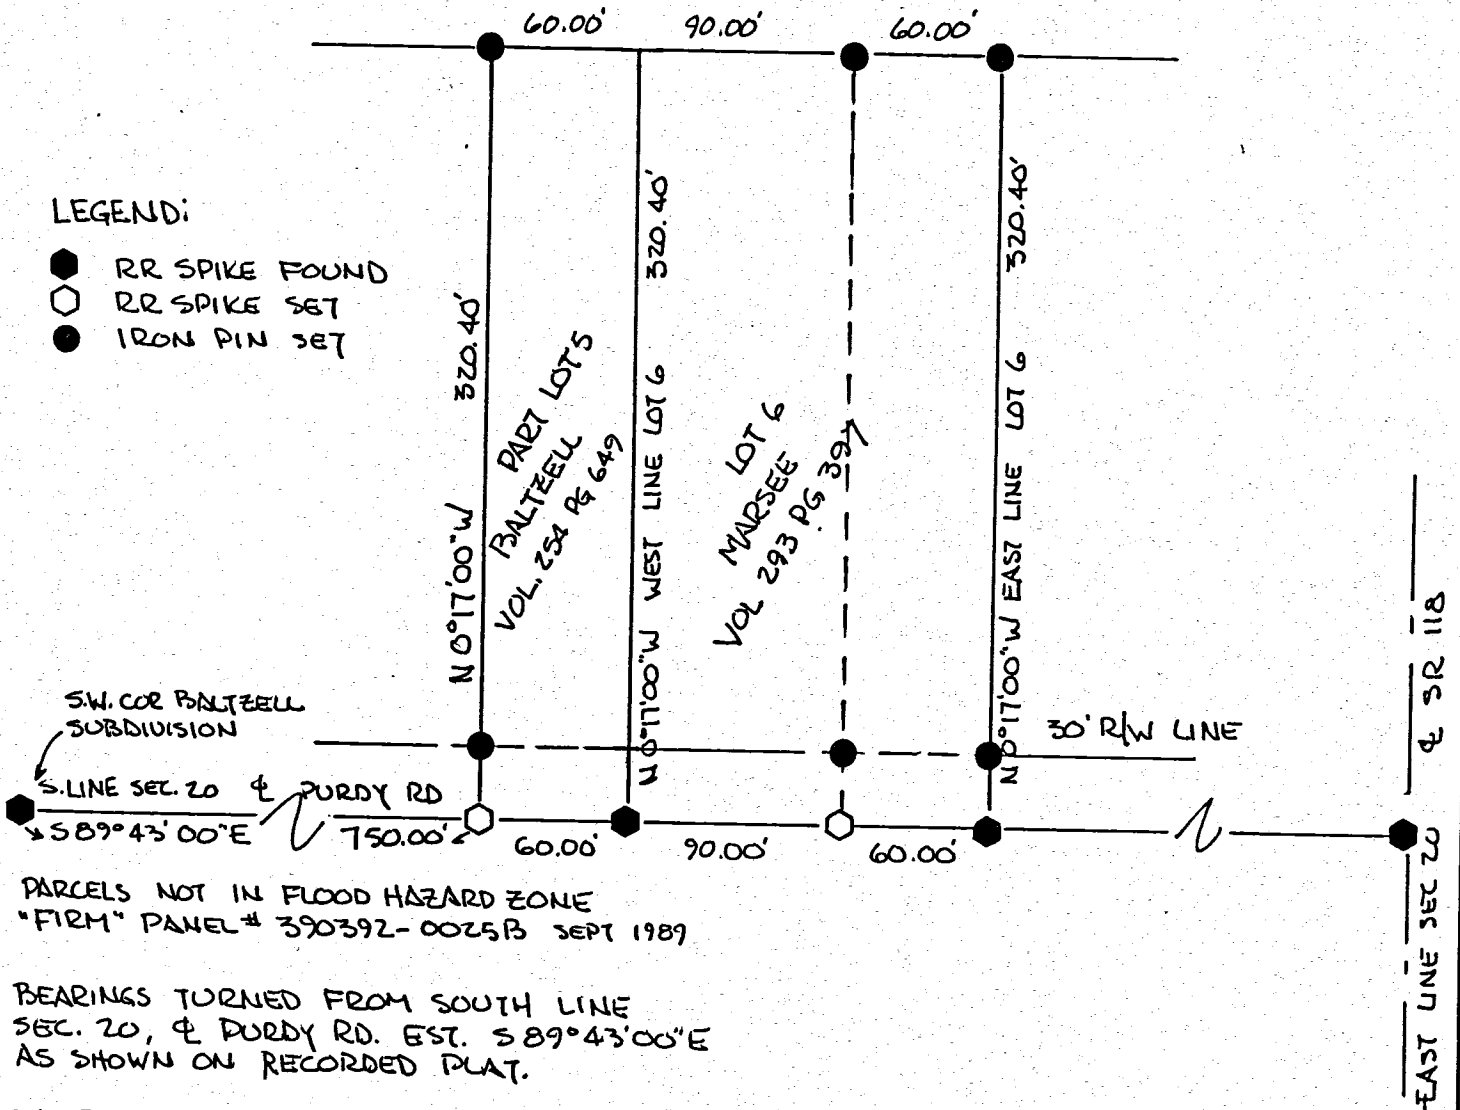 60.00' 90.00' 60.00'
LEGEND:
RR SPIKE FOUND
RR SPIKE SET
IRON PIN SET
N 0°17'00"W 320.40'
PART LOT 5
BALTZELL
VOL. 254 PG 649
N 0°17'00"W WEST LINE LOT 6 320.40'
LOT 6
MARSEE
VOL 293 PG 397
N 0°17'00"W EAST LINE LOT 6 320.40'
℄ SR 118
S.W. COR BALTZELL
SUBDIVISION
30' R/W LINE
S. LINE SEC. 20 ℄ PURDY RD
S 89°43'00"E 750.00'
60.00' 90.00' 60.00'
EAST LINE SEC 20
PARCELS NOT IN FLOOD HAZARD ZONE
"FIRM" PANEL # 390392-0025B SEPT 1989
BEARINGS TURNED FROM SOUTH LINE
SEC. 20, ℄ PURDY RD. EST. S 89°43'00"E
AS SHOWN ON RECORDED PLAT.